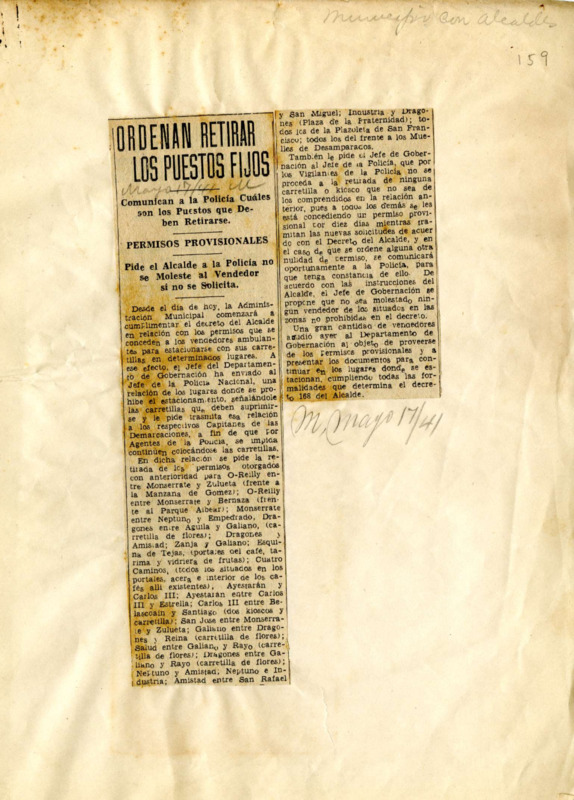 con alcaldes
159
ORDENAN RETIRAR
LOS PUESTOS FIJOS
Mayo 17/41 M
Comunican a la Policía Cuáles
son los Puestos que De-
ben Retirarse.
PERMISOS PROVISIONALES
Pide el Alcalde a la Policía no
se Moleste al Vendedor
si no se Solicita.
Desde el día de hoy, la Adminis-
tración Municipal comenzará a
cumplimentar el decreto del Alcalde
en relación con los permisos que se
conceden a los vendedores ambulan-
tes para estacionarse con sus carre-
tillas en determinados lugares. A
ese efecto, el Jefe del Departamen-
to de Gobernación ha enviado al
Jefe de la Policía Nacional, una
relación de los lugares donde se pro-
hibe el estacionamiento, señalándole
las carretillas que deben suprimir-
se y le pide trasmita esa relación
a los respectivos Capitanes de las
Demarcaciones, a fin de que por
Agentes de la Policía, se impida
continúen colocándose las carretillas.
En dicha relación se pide la re-
tirada de los permisos otorgados
con anterioridad para O-Reilly en-
tre Monserrate y Zulueta (frente a
la Manzana de Gomez); O-Reilly
entre Monserrate y Bernaza (frente
al Parque Albear); Monserrate
entre Neptuno y Empedrado, Dra-
gones entre Aguila y Galiano, (ca-
rretilla de flores); Dragones y
Amistad; Zanja y Galiano; Esqui-
na de Tejas, (portales del café, ta-
rima y vidriera de frutas); Cuatro
Caminos, (todos los situados en los
portales, acera e interior de los ca-
fés allí existentes), Ayestarán y
Carlos III; Ayestarán entre Carlos
III y Estrella; Carlos III entre Be-
lascoaín y Santiago (dos kioscos y
carretilla); San José entre Monserra-
te y Zulueta; Galiano entre Drago-
nes y Reina (carretilla de flores);
Salud entre Galiano y Rayo (carre-
tilla de flores); Dragones entre Ga-
liano y Rayo (carretilla de flores);
Neptuno y Amistad; Neptuno e In-
dustria; Amistad entre San Rafael
y San Miguel; Industria y Drago-
nes (Plaza de la Fraternidad); to-
dos los de la Plazoleta de San Fran-
cisco; todos los del frente a los Mue-
lles de Desamparados.
También le pide el Jefe de Gober-
nación al Jefe de la Policía, que por
los Vigilantes de la Policía no se
proceda a la retirada de ninguna
carretilla o kiosco que no sea de
los comprendidos en la relación an-
terior, pues a todos los demás se les
está concediendo un permiso provi-
sional por diez días mientras tra-
mitan las nuevas solicitudes de acuer
do con el Decreto del Alcalde, y en
el caso de que se ordene alguna otra
nulidad de permiso, se comunicará
oportunamente a la Policía, para
que tenga constancia de ello. De
acuerdo con las instrucciones del
Alcalde, el Jefe de Gobernación se
propone que no sea molestado nin-
gún vendedor de los situados en las
zonas no prohibidas en el decreto.
Una gran cantidad de vendedores
acudió ayer al Departamento de
Gobernación al objeto de proveerse
de los permisos provisionales y a
presentar los documentos para con-
tinuar en los lugares donde se es-
tacionan, cumpliendo todas las for-
malidades que determina el decre-
to 168 del Alcalde.
M, Mayo 17/41